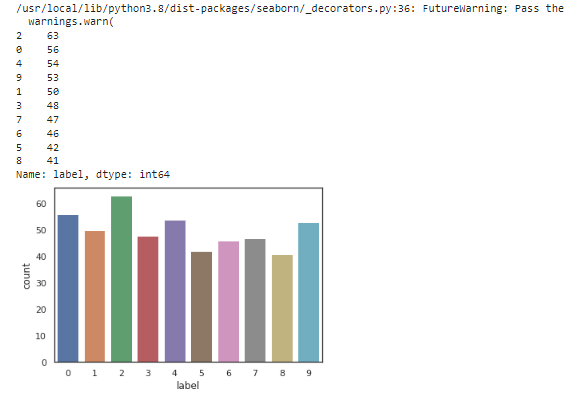 /usr/local/lib/python3.8/dist-packages/seaborn/_decorators.py:36: FutureWarning: Pass the
  warnings.warn(
2    63
0    56
4    54
9    53
1    50
3    48
7    47
6    46
5    42
8    41
Name: label, dtype: int64
60
50
40
30
20
10
0
count
0 1 2 3 4 5 6 7 8 9
label